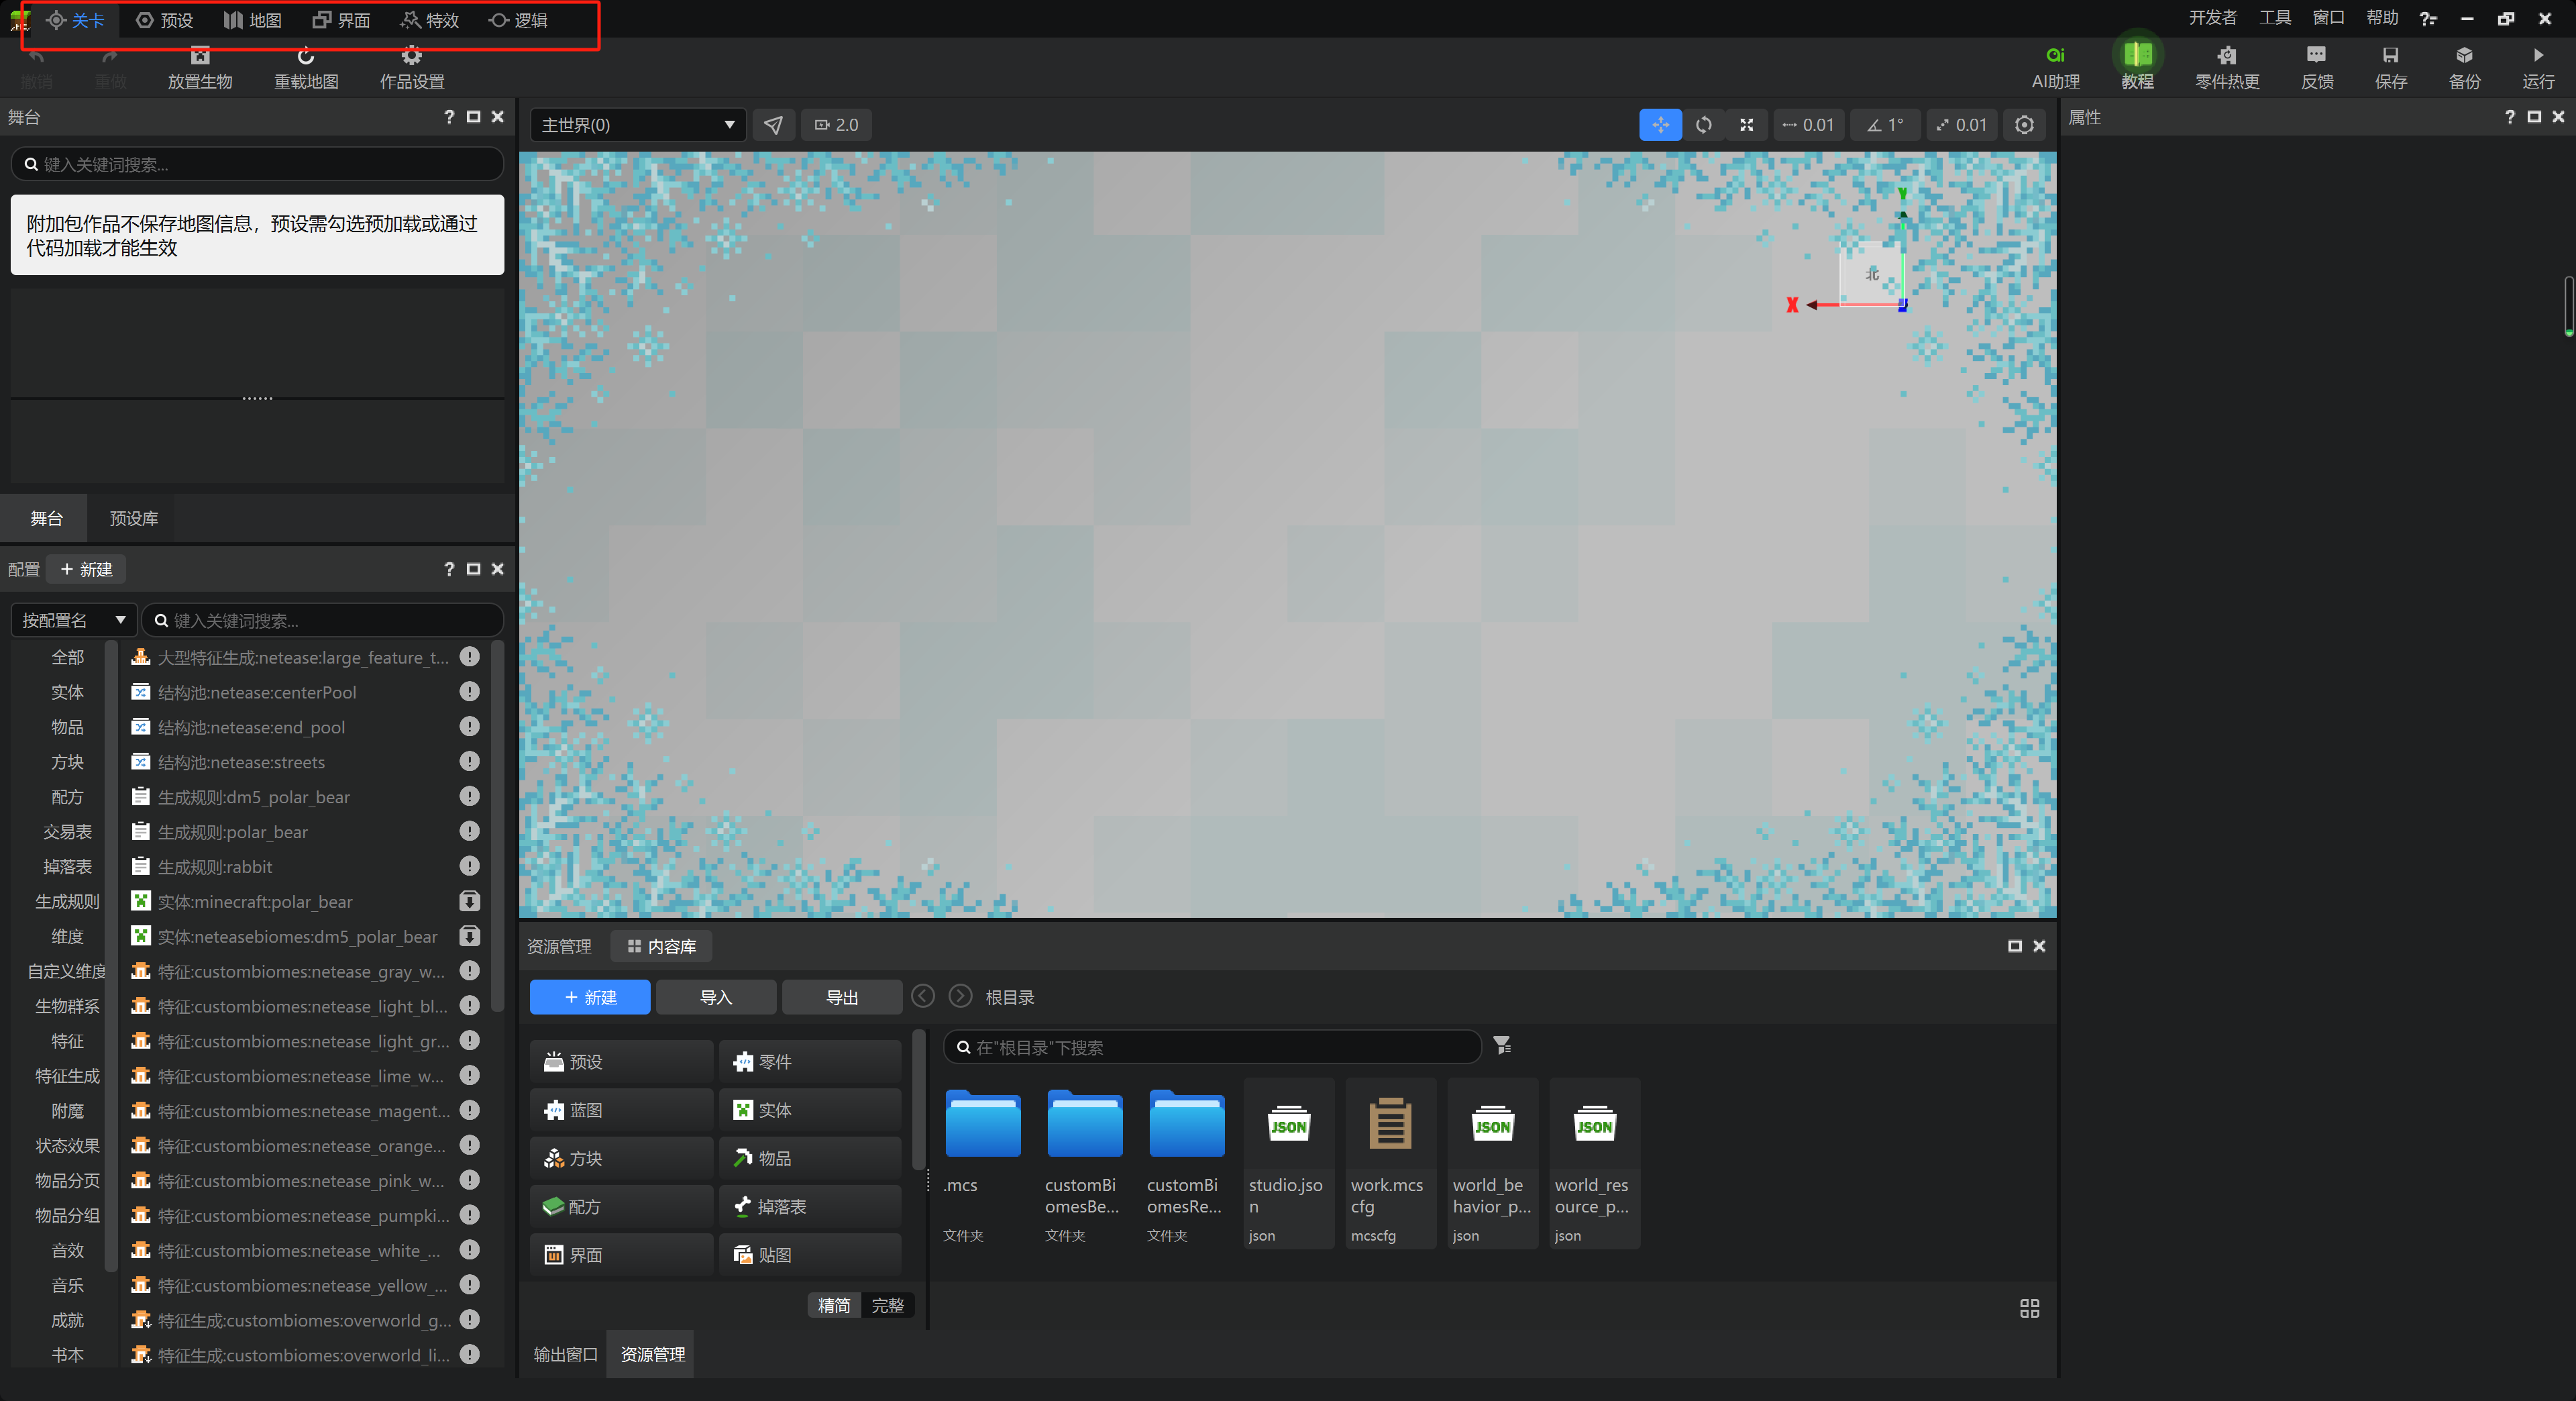 关卡 预设 地图 界面 特效 逻辑 开发者 工具 窗口 帮助
撤销 重做 放置生物 重载地图 作品设置 AI助理 教程 零件热更 反馈 保存 备份 运行
舞台
键入关键词搜索...
附加包作品不保存地图信息，预设需勾选预加载或通过
代码加载才能生效
舞台 预设库
配置 + 新建
按配置名 键入关键词搜索...
全部
实体
物品
方块
配方
交易表
掉落表
生成规则
维度
自定义维度
生物群系
特征
特征生成
附魔
状态效果
物品分页
物品分组
音效
音乐
成就
书本
大型特征生成:netease:large_feature_t...
结构池:netease:centerPool
结构池:netease:end_pool
结构池:netease:streets
生成规则:dm5_polar_bear
生成规则:polar_bear
生成规则:rabbit
实体:minecraft:polar_bear
实体:neteasebiomes:dm5_polar_bear
特征:custombiomes:netease_gray_w...
特征:custombiomes:netease_light_bl...
特征:custombiomes:netease_light_gr...
特征:custombiomes:netease_lime_w...
特征:custombiomes:netease_magent...
特征:custombiomes:netease_orange...
特征:custombiomes:netease_pink_w...
特征:custombiomes:netease_pumpki...
特征:custombiomes:netease_white_...
特征:custombiomes:netease_yellow_...
特征生成:custombiomes:overworld_g...
特征生成:custombiomes:overworld_li...
主世界(0) 2.0 0.01 1° 0.01
Y
北
X
属性
资源管理 内容库
+ 新建 导入 导出 根目录
预设 零件
蓝图 实体
方块 物品
配方 掉落表
界面 贴图
精简 完整
在"根目录"下搜索
JSON JSON JSON
.mcs
文件夹
customBi
omesBe...
文件夹
customBi
omesRe...
文件夹
studio.jso
n
json
work.mcs
cfg
mcscfg
world_be
havior_p...
json
world_res
ource_p...
json
输出窗口 资源管理